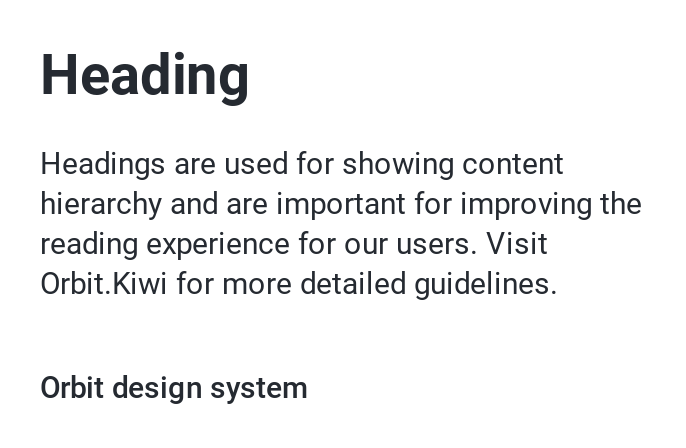 Heading
Headings are used for showing content
hierarchy and are important for improving the
reading experience for our users. Visit
Orbit.Kiwi for more detailed guidelines.
Orbit design system